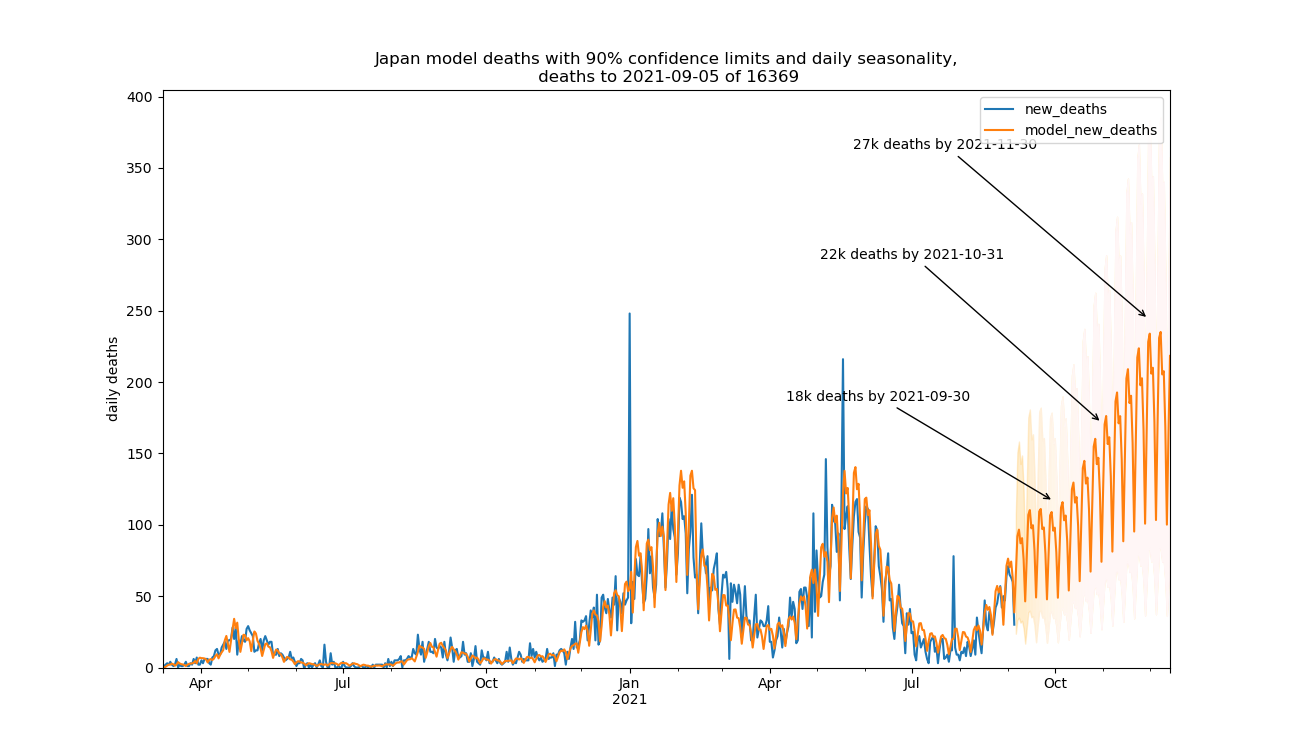 Japan model deaths with 90% confidence limits and daily seasonality,
deaths to 2021-09-05 of 16369
new_deaths
model_new_deaths
27k deaths by 2021-11-30
22k deaths by 2021-10-31
18k deaths by 2021-09-30
daily deaths
400
350
300
250
200
150
100
50
0
Apr
Jul
Oct
Jan
2021
Apr
Jul
Oct